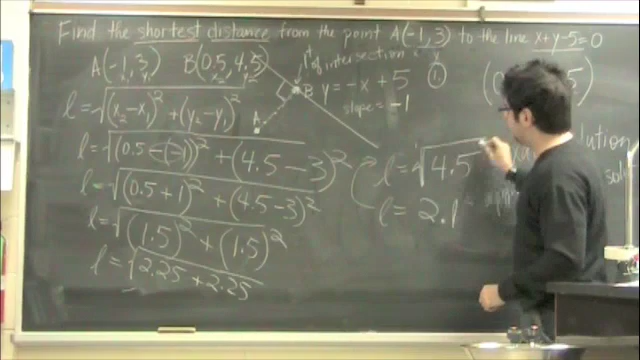 Find the shortest distance from the point A(-1,3) to the line x+y-5=0
A(-1,3) B(0.5,4.5)
x₁ y₁ x₂ y₂
pt of intersection
B y = -x + 5
slope = -1
①
A
l = √(x₂-x₁)² + (y₂-y₁)²
l = √(0.5-(-1))² + (4.5-3)²
l = √(0.5+1)² + (4.5-3)²
l = √(1.5)² + (1.5)²
l = √2.25 + 2.25
l = √4.5
l = 2.1